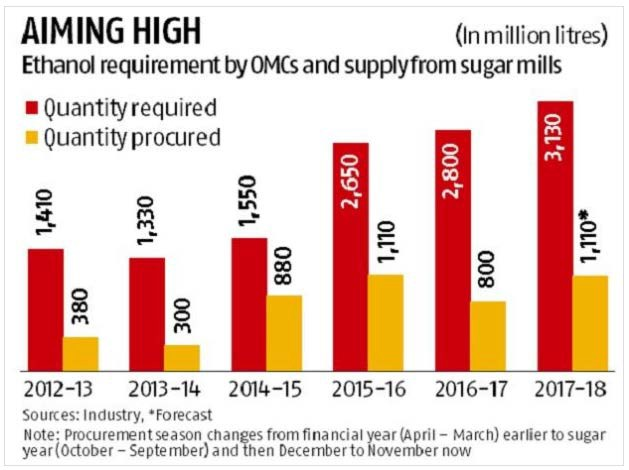 AIMING HIGH
(In million litres)
Ethanol requirement by OMCs and supply from sugar mills
Quantity required
Quantity procured
1,410
380
1,330
300
1,550
880
2,650
1,110
2,800
800
3,130
1,110*
2012–13
2013–14
2014–15
2015–16
2016–17
2017–18
Sources: Industry, *Forecast
Note: Procurement season changes from financial year (April – March) earlier to sugar
year (October – September) and then December to November now